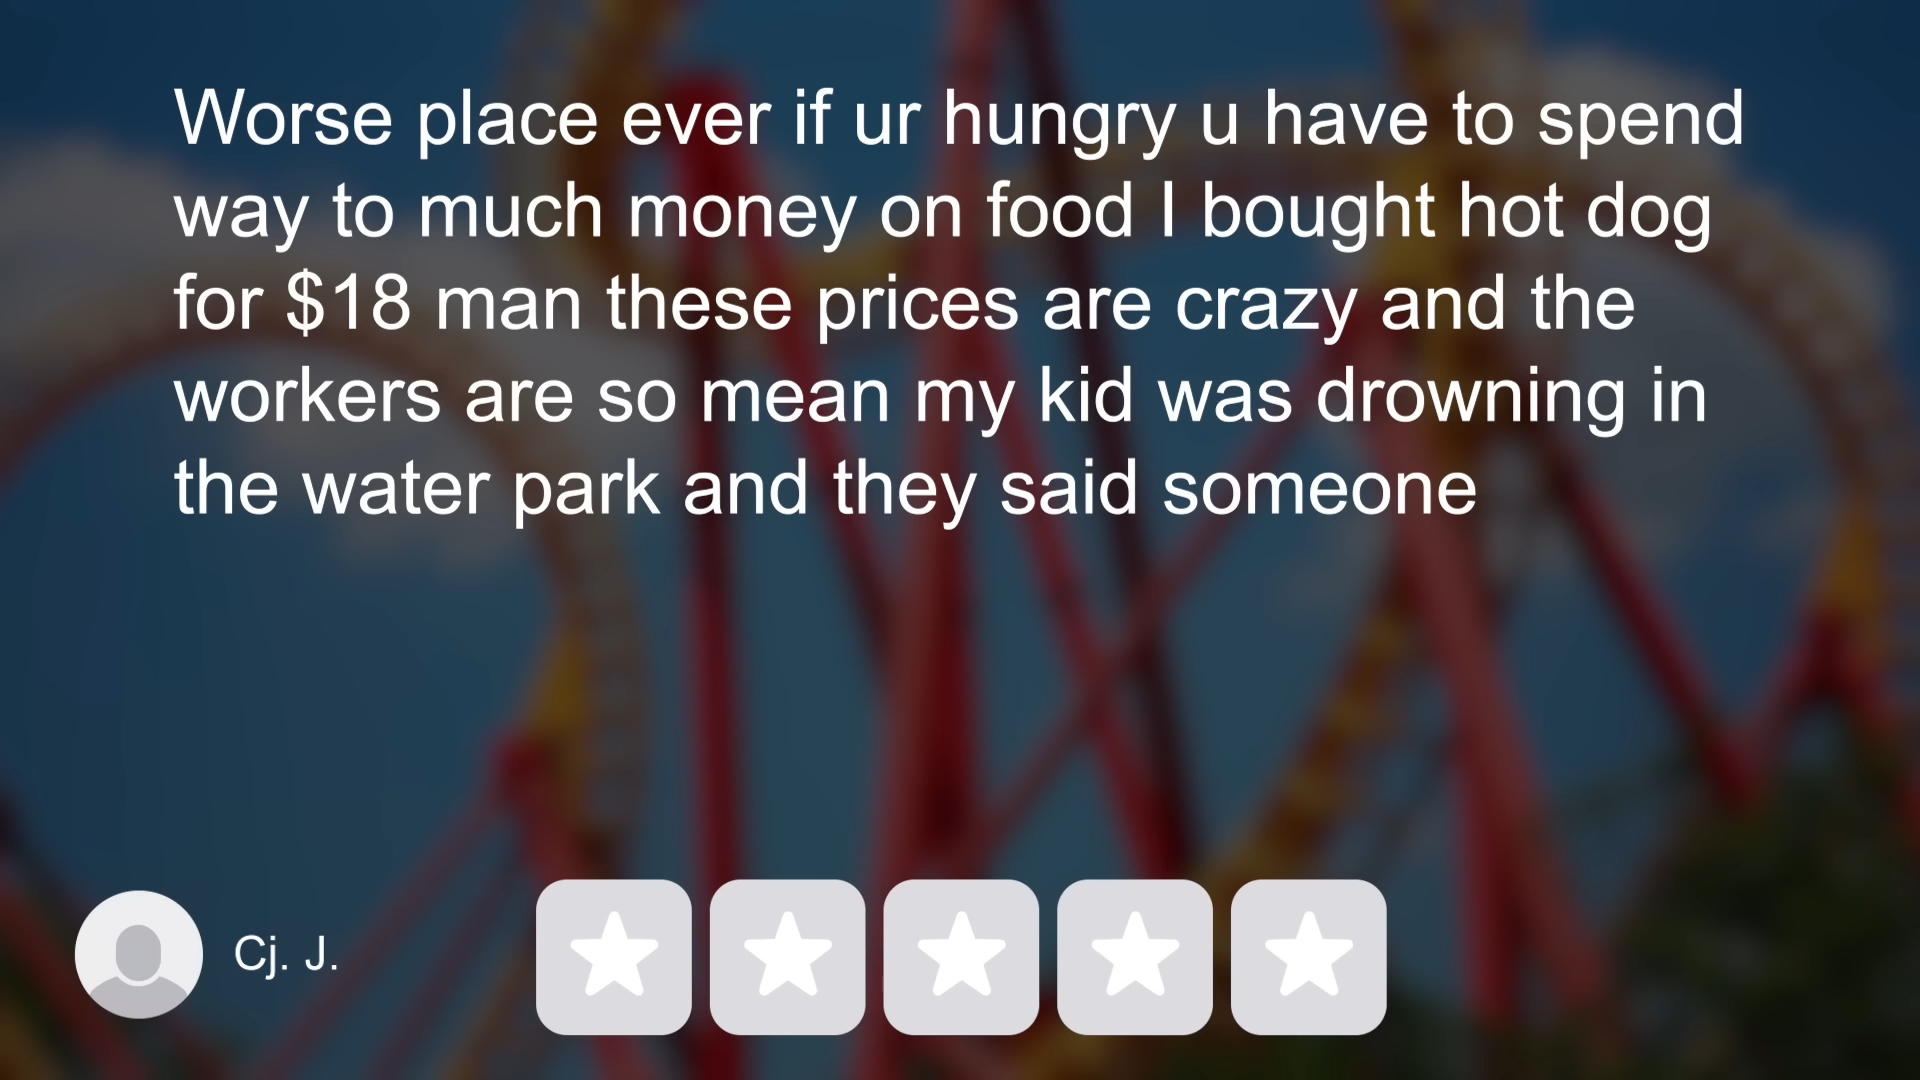 Worse place ever if ur hungry u have to spend
way to much money on food I bought hot dog
for $18 man these prices are crazy and the
workers are so mean my kid was drowning in
the water park and they said someone
Cj. J.